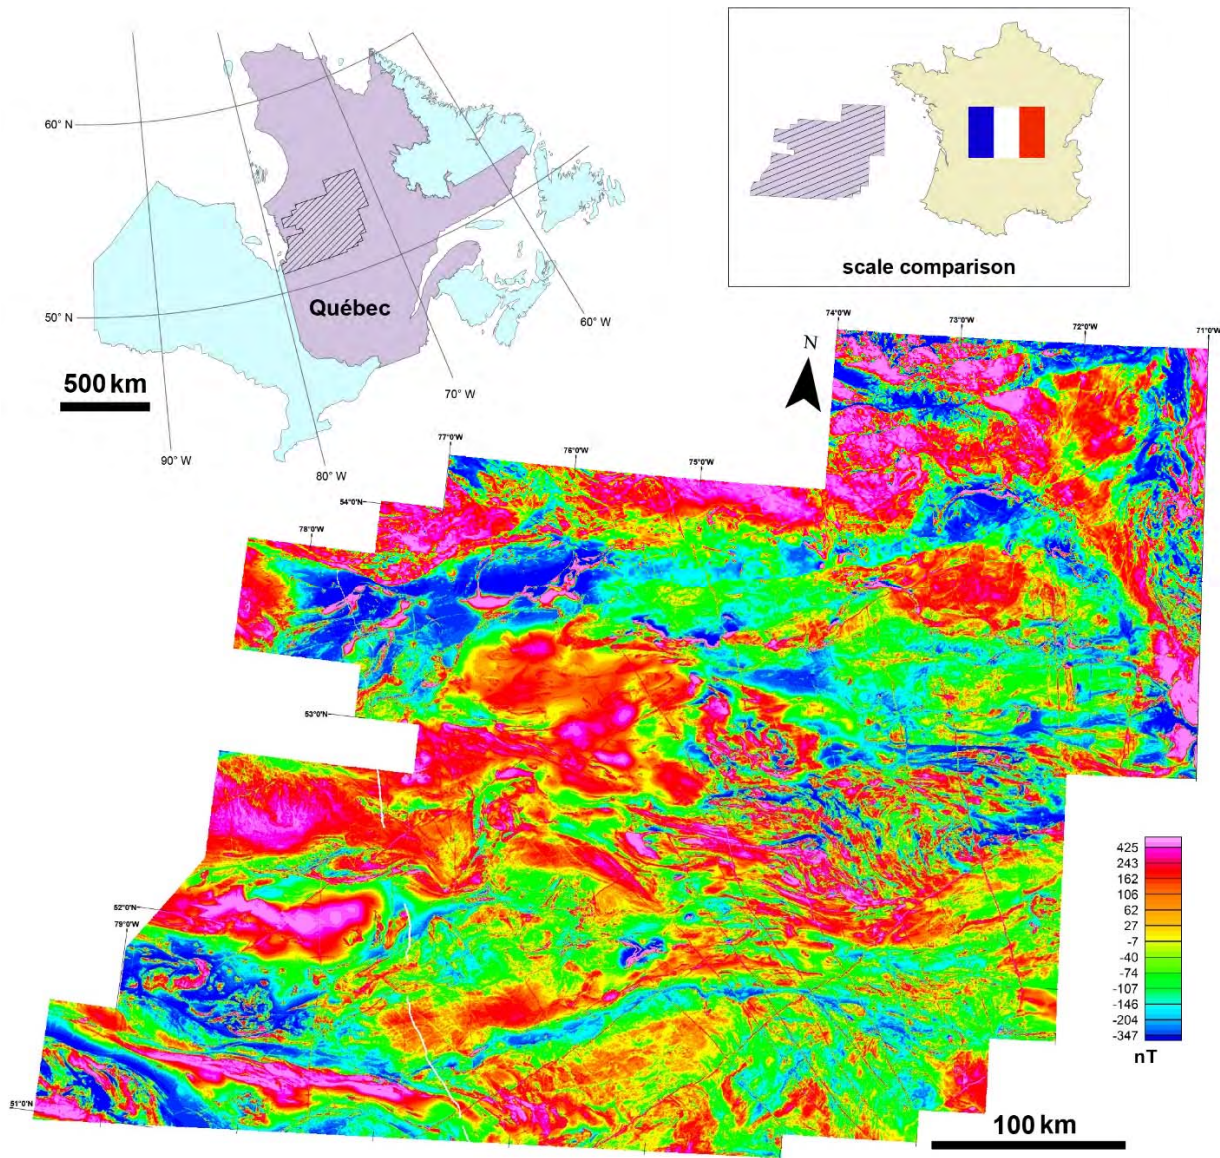 60° N
50° N
Québec
500 km
90° W
80° W
70° W
60° W
scale comparison
N
74°0'W
73°0'W
72°0'W
71°0'W
77°0'W
76°0'W
75°0'W
54°0'N
78°0'W
53°0'N
52°0'N
79°0'W
51°0'N
425
243
162
106
62
27
-7
-40
-74
-107
-146
-204
-347
nT
100 km